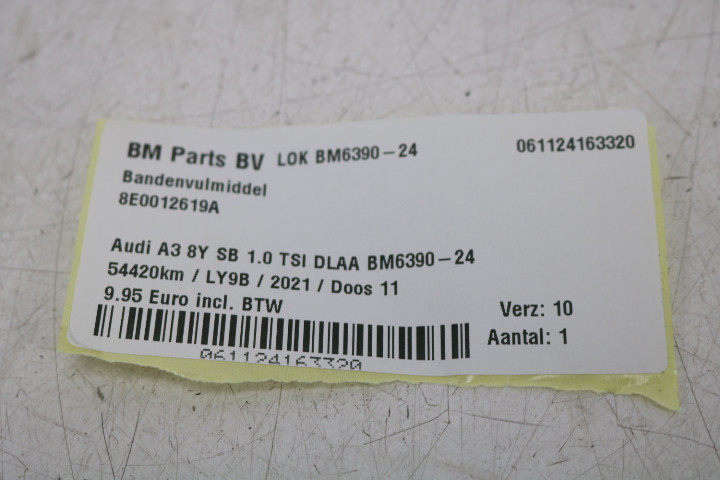 BM Parts BV LOK BM6390-24 061124163320
Bandenvulmiddel
8E0012619A
Audi A3 8Y SB 1.0 TSI DLAA BM6390-24
54420km / LY9B / 2021 / Doos 11
9.95 Euro incl. BTW
Verz: 10
Aantal: 1
061124163320